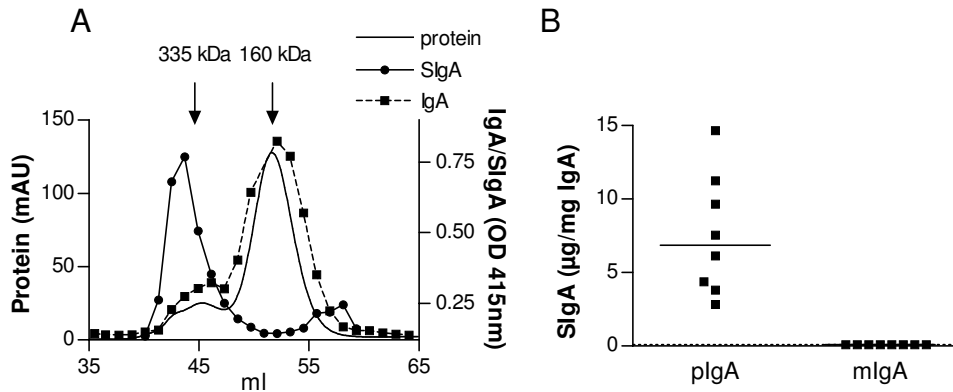 A
335 kDa
160 kDa
protein
SIgA
IgA
150
100
50
0
Protein (mAU)
0.75
0.50
0.25
IgA/SIgA (OD 415nm)
35
45
55
65
ml
B
15
10
5
0
SIgA (µg/mg IgA)
pIgA
mIgA